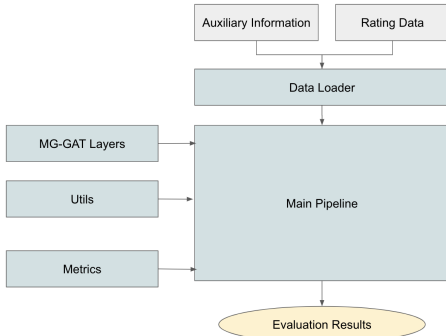 Auxiliary Information
Rating Data
Data Loader
MG-GAT Layers
Utils
Main Pipeline
Metrics
Evaluation Results